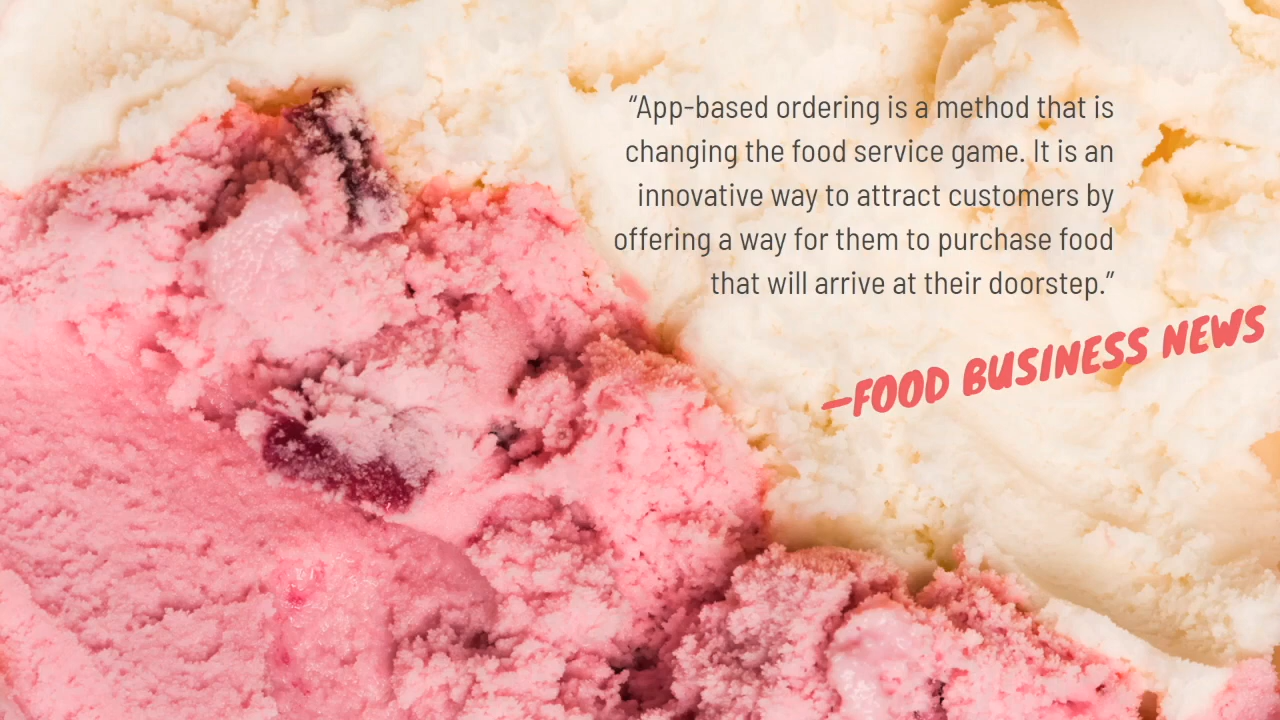 “App-based ordering is a method that is
changing the food service game. It is an
innovative way to attract customers by
offering a way for them to purchase food
that will arrive at their doorstep.”
—FOOD BUSINESS NEWS